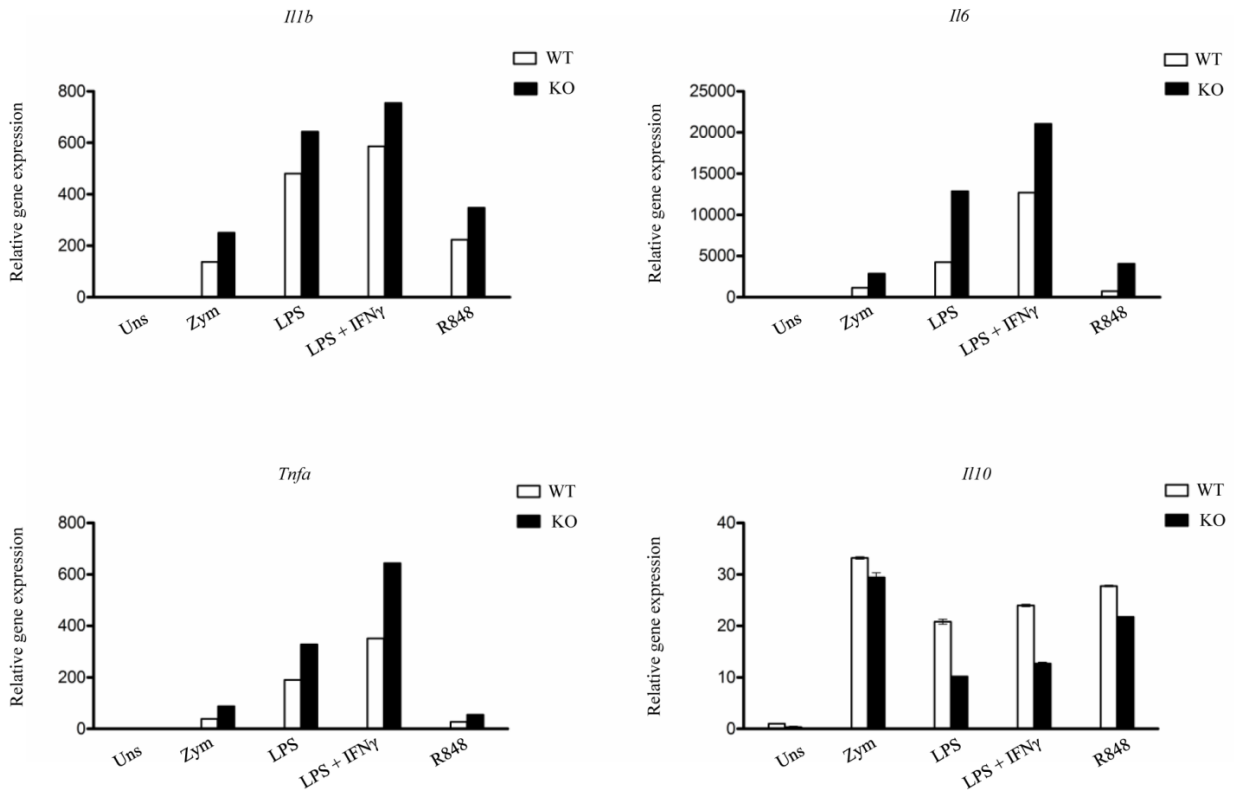 Il1b
WT
KO
Relative gene expression
800
600
400
200
0
Uns
Zym
LPS
LPS + IFNγ
R848
Il6
WT
KO
Relative gene expression
25000
20000
15000
10000
5000
0
Uns
Zym
LPS
LPS + IFNγ
R848
Tnfa
WT
KO
Relative gene expression
800
600
400
200
0
Uns
Zym
LPS
LPS + IFNγ
R848
Il10
WT
KO
Relative gene expression
40
30
20
10
0
Uns
Zym
LPS
LPS + IFNγ
R848